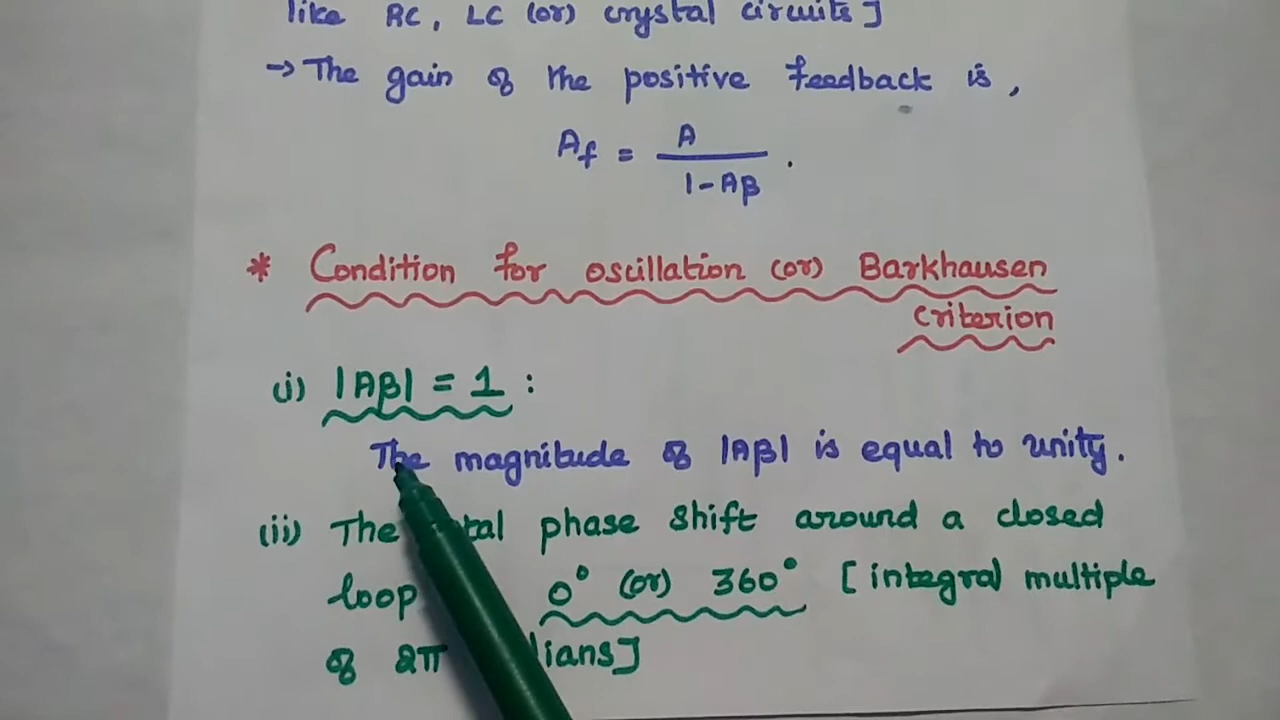 like RC, LC (or) crystal circuits]
→ The gain of the positive feedback is,
Af = A / 1-Aβ .
* Condition for oscillation (or) Barkhausen
criterion
(i) |Aβ| = 1 :
The magnitude of |Aβ| is equal to unity.
(ii) The phase shift around a closed
loop 0° (or) 360° [integral multiple
of 2π